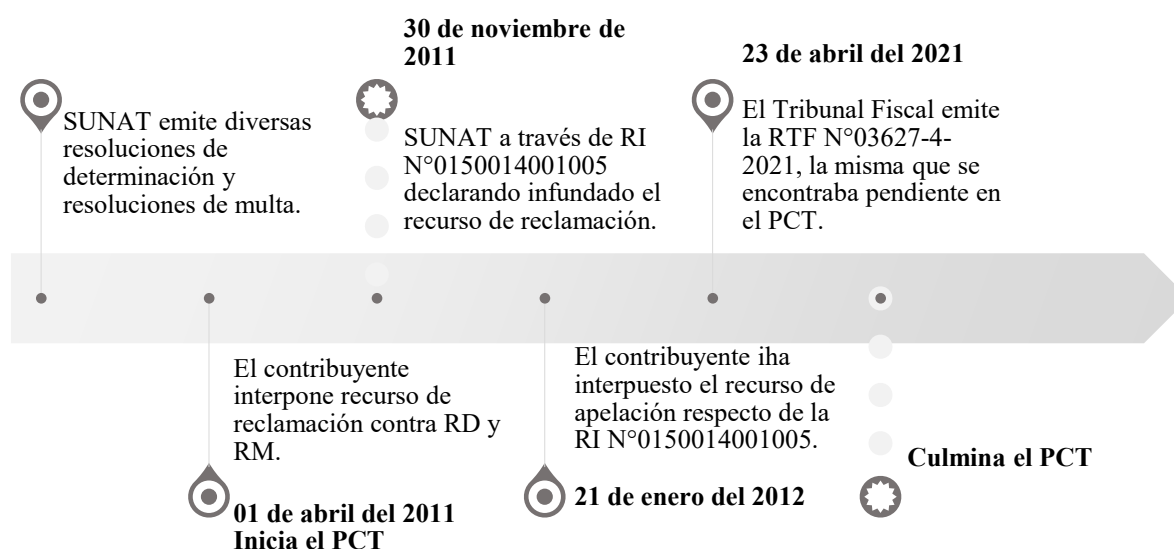 SUNAT emite diversas
resoluciones de
determinación y
resoluciones de multa.
01 de abril del 2011
Inicia el PCT
El contribuyente
interpone recurso de
reclamación contra RD y
RM.
30 de noviembre de
2011
SUNAT a través de RI
N°0150014001005
declarando infundado el
recurso de reclamación.
21 de enero del 2012
El contribuyente iha
interpuesto el recurso de
apelación respecto de la
RI N°0150014001005.
23 de abril del 2021
El Tribunal Fiscal emite
la RTF N°03627-4-
2021, la misma que se
encontraba pendiente en
el PCT.
Culmina el PCT